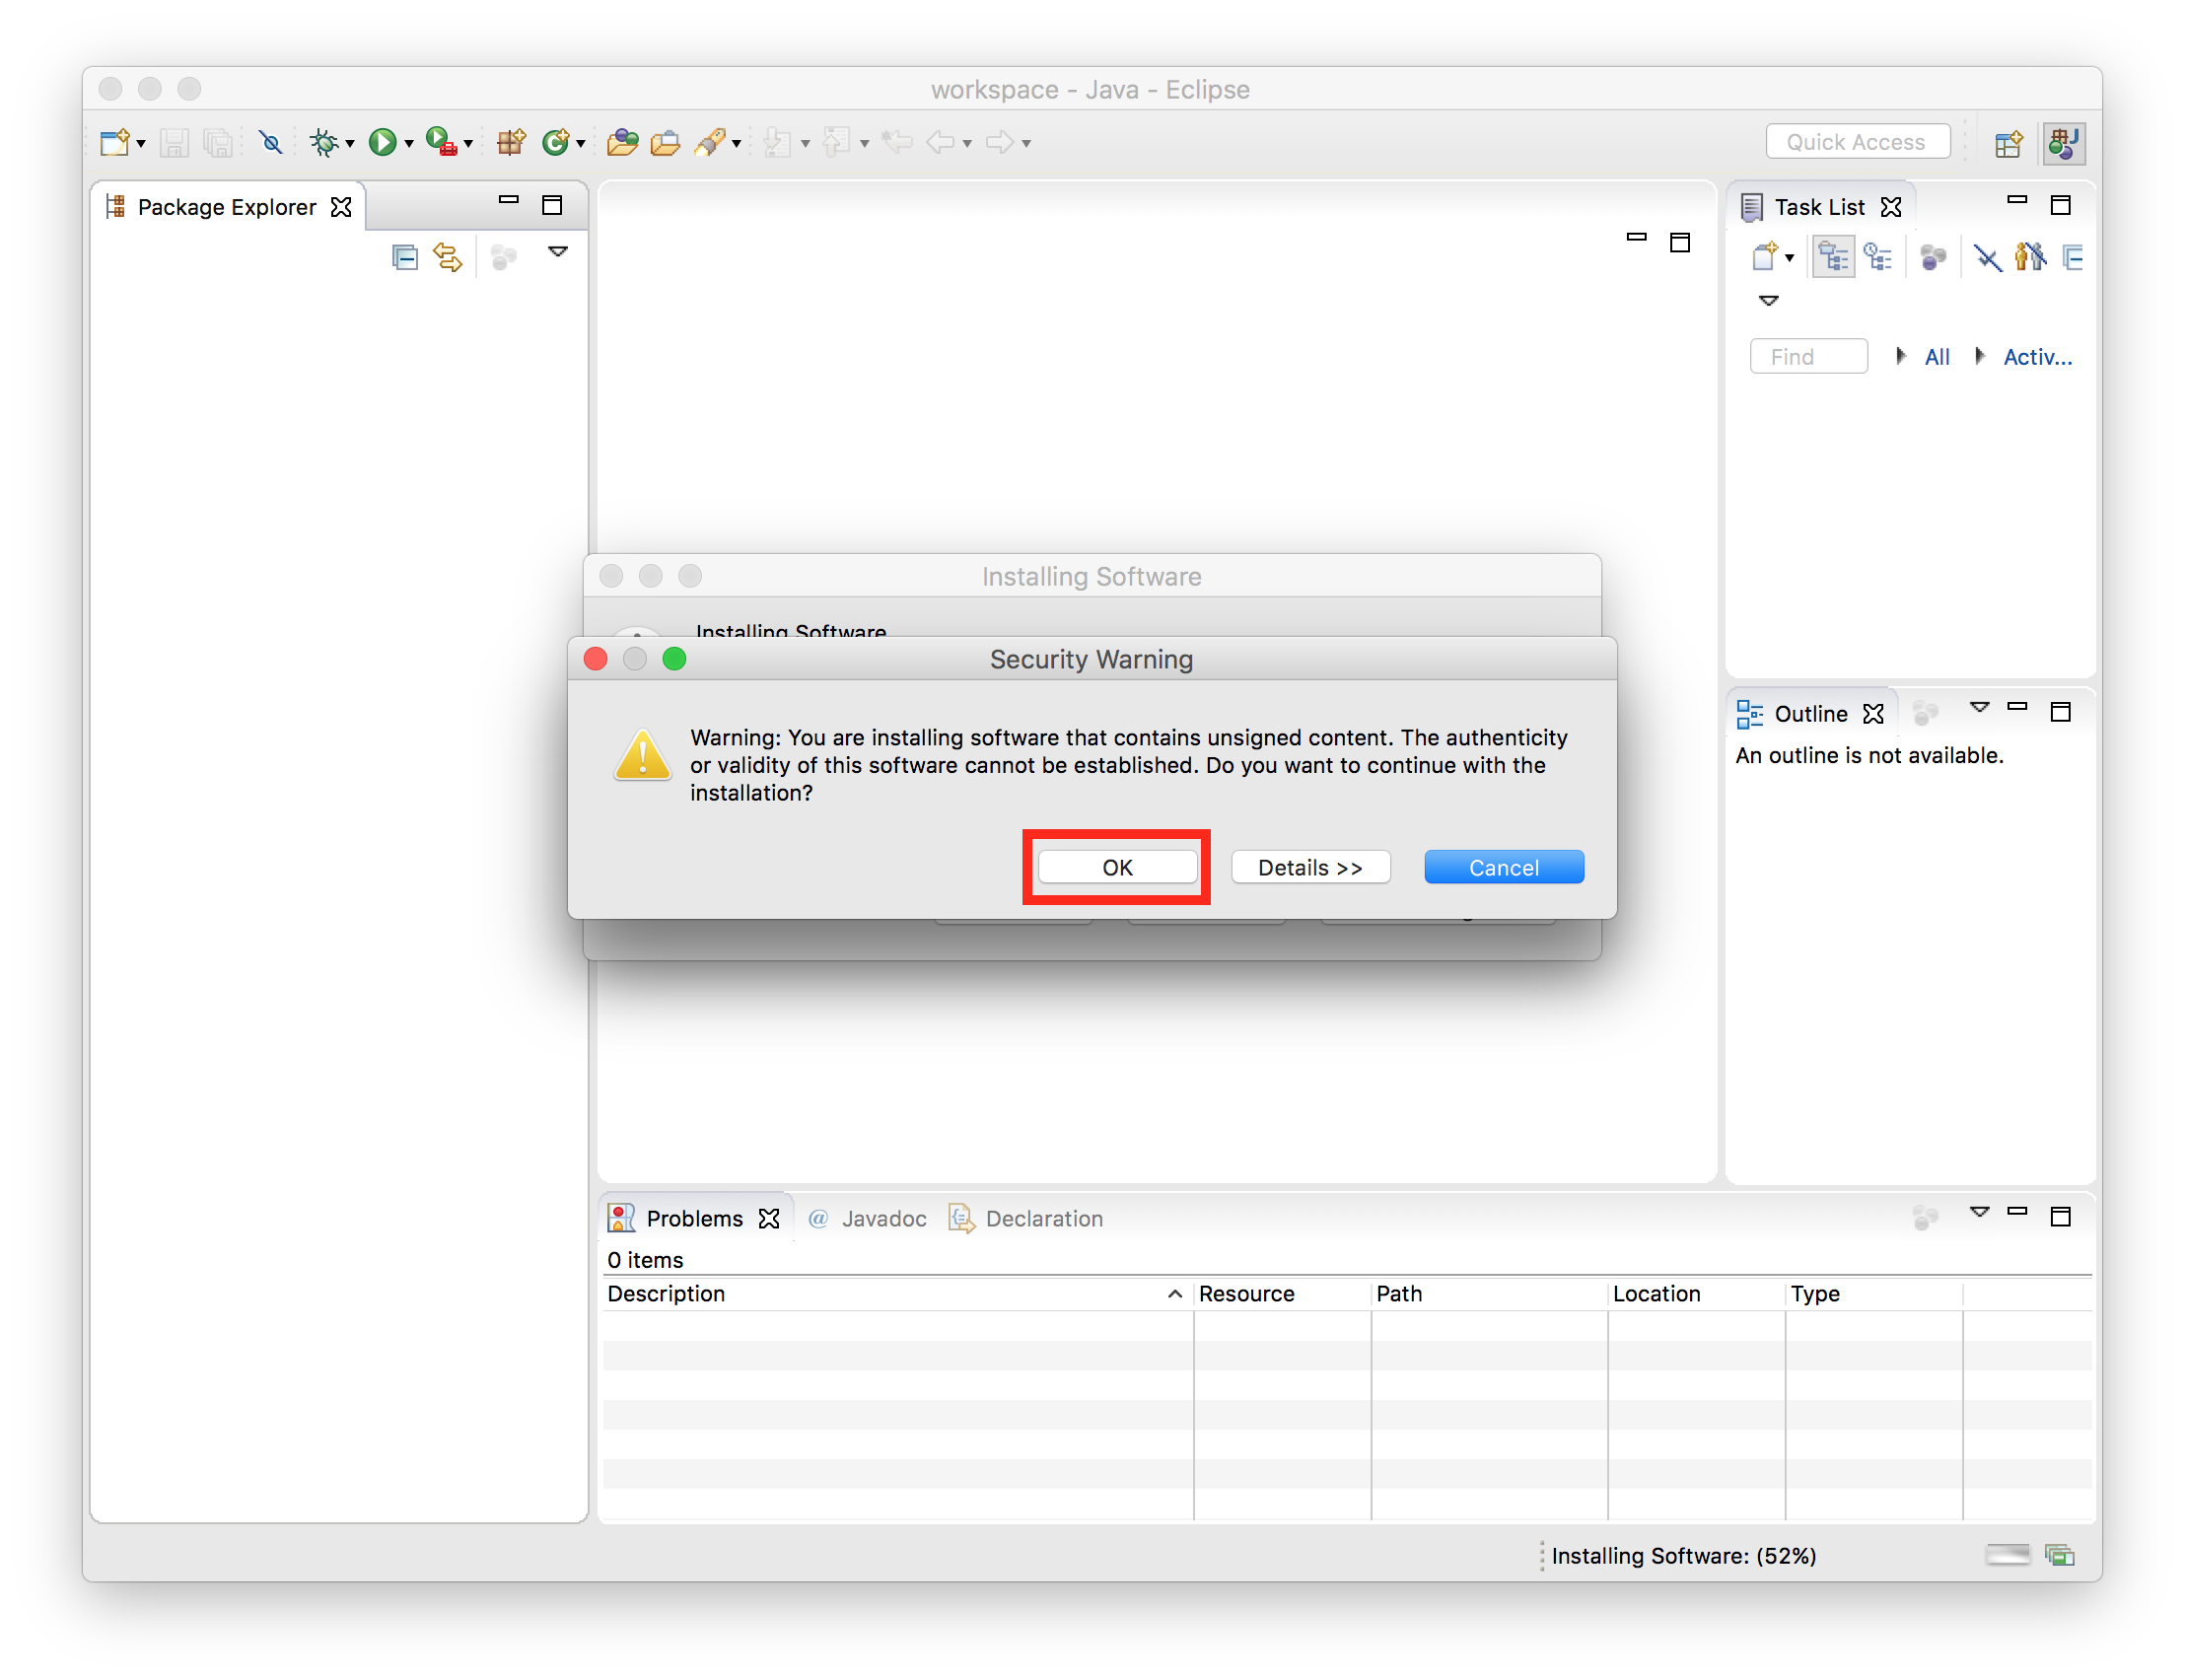 workspace - Java - Eclipse
Quick Access
Package Explorer
Task List
Find
All
Activ...
Installing Software
Installing Software
Security Warning
Warning: You are installing software that contains unsigned content. The authenticity
or validity of this software cannot be established. Do you want to continue with the
installation?
OK
Details >>
Cancel
Outline
An outline is not available.
Problems
@ Javadoc
Declaration
0 items
Description
Resource
Path
Location
Type
Installing Software: (52%)